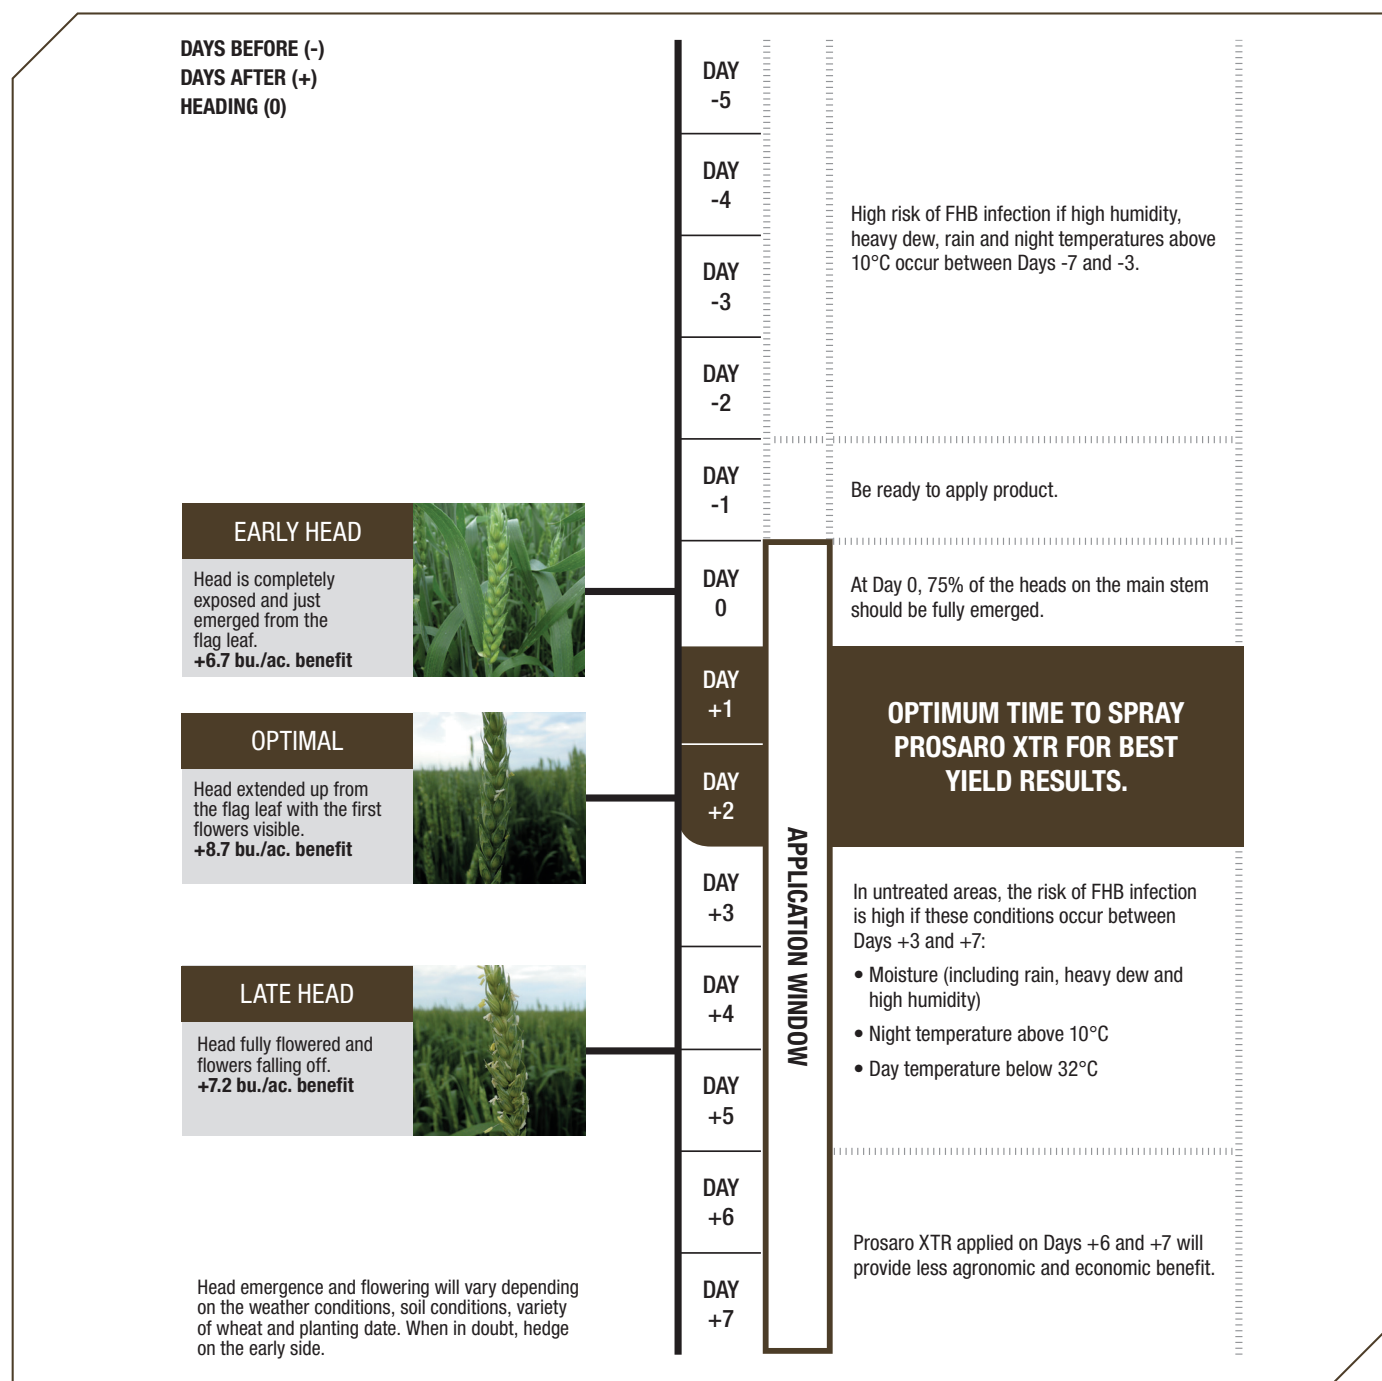 DAYS BEFORE (-)
DAYS AFTER (+)
HEADING (0)
DAY
-5
DAY
-4
DAY
-3
DAY
-2
High risk of FHB infection if high humidity,
heavy dew, rain and night temperatures above
10°C occur between Days -7 and -3.
DAY
-1
Be ready to apply product.
EARLY HEAD
Head is completely
exposed and just
emerged from the
flag leaf.
+6.7 bu./ac. benefit
DAY
0
At Day 0, 75% of the heads on the main stem
should be fully emerged.
DAY
+1
OPTIMAL
Head extended up from
the flag leaf with the first
flowers visible.
+8.7 bu./ac. benefit
DAY
+2
OPTIMUM TIME TO SPRAY
PROSARO XTR FOR BEST
YIELD RESULTS.
APPLICATION WINDOW
DAY
+3
DAY
+4
In untreated areas, the risk of FHB infection
is high if these conditions occur between
Days +3 and +7:
• Moisture (including rain, heavy dew and
high humidity)
• Night temperature above 10°C
• Day temperature below 32°C
LATE HEAD
Head fully flowered and
flowers falling off.
+7.2 bu./ac. benefit
DAY
+5
DAY
+6
DAY
+7
Prosaro XTR applied on Days +6 and +7 will
provide less agronomic and economic benefit.
Head emergence and flowering will vary depending
on the weather conditions, soil conditions, variety
of wheat and planting date. When in doubt, hedge
on the early side.